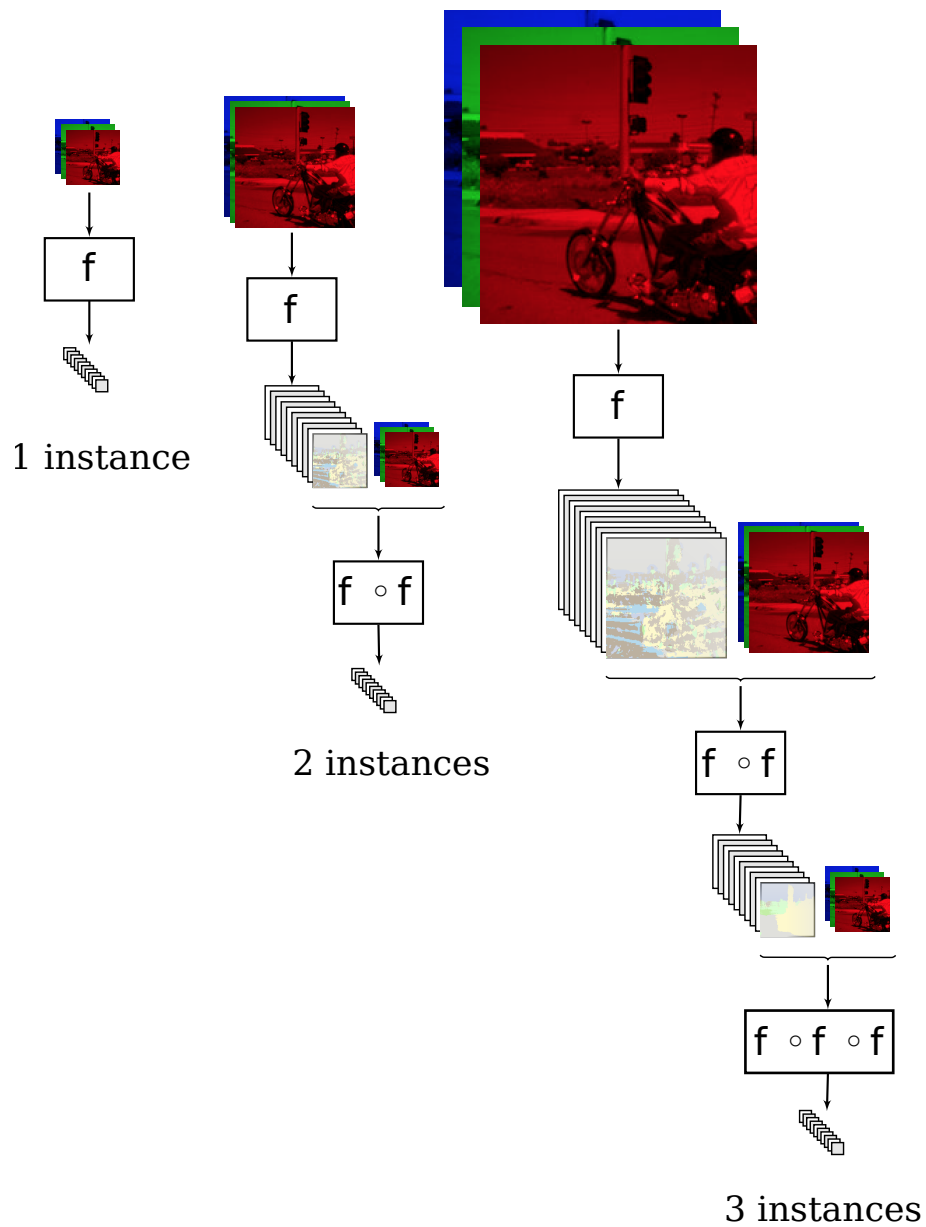 f
1 instance
f
f ∘ f
2 instances
f
f ∘ f
f ∘ f ∘ f
3 instances